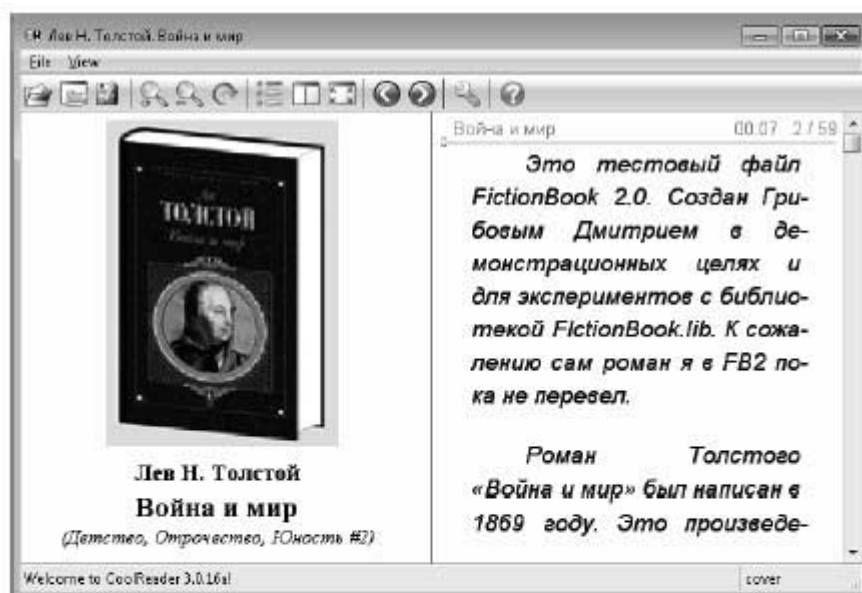 Лев Н. Толстой. Война и мир
File View
ТОЛСТОЙ
Война и мир
Лев Н. Толстой
Война и мир
(Детство, Отрочество, Юность #2)
Война и мир 00:07 2 / 59
Это тестовый файл
FictionBook 2.0. Создан Гри-
бовым Дмитрием в де-
монстрационных целях и
для экспериментов с библио-
текой FictionBook.lib. К сожа-
лению сам роман я в FB2 по-
ка не перевел.
Роман Толстого
«Война и мир» был написан в
1869 году. Это произведе-
Welcome to CoolReader 3.0.16a! cover